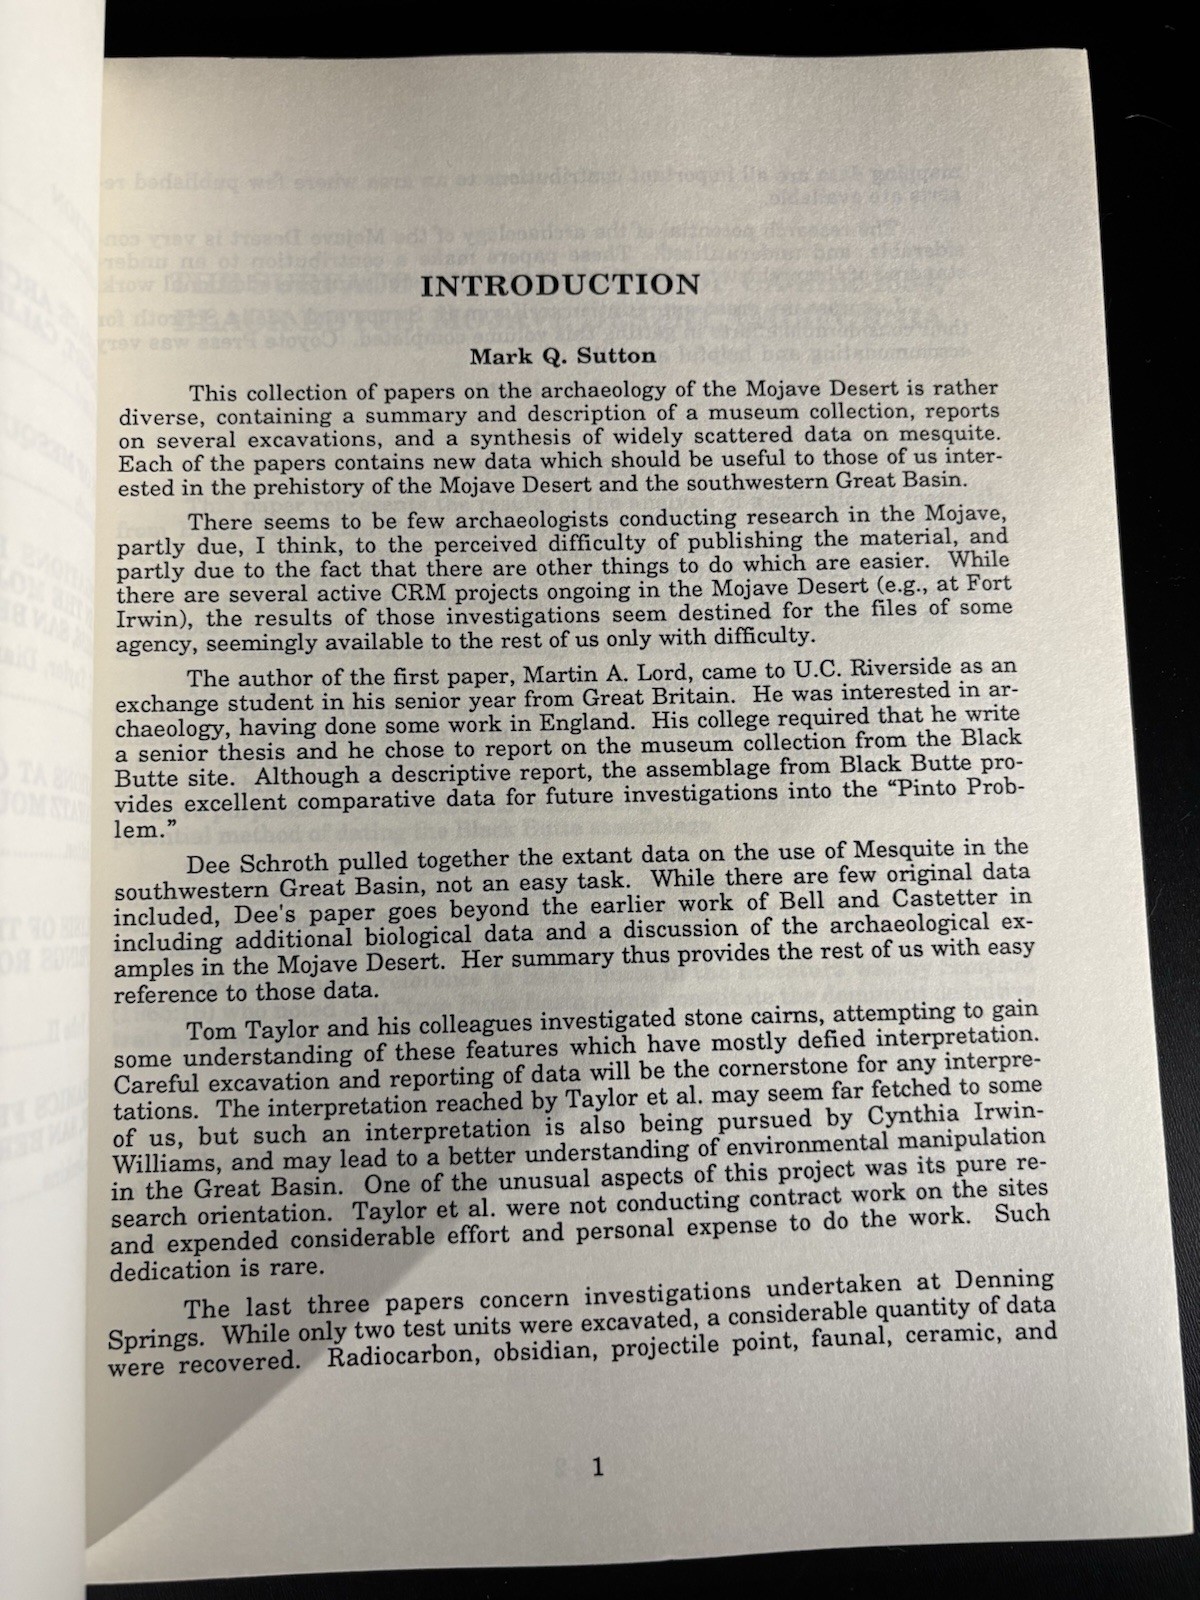 INTRODUCTION
Mark Q. Sutton
This collection of papers on the archaeology of the Mojave Desert is rather
diverse, containing a summary and description of a museum collection, reports
on several excavations, and a synthesis of widely scattered data on mesquite.
Each of the papers contains new data which should be useful to those of us inter-
ested in the prehistory of the Mojave Desert and the southwestern Great Basin.
There seems to be few archaeologists conducting research in the Mojave,
partly due, I think, to the perceived difficulty of publishing the material, and
partly due to the fact that there are other things to do which are easier. While
there are several active CRM projects ongoing in the Mojave Desert (e.g., at Fort
Irwin), the results of those investigations seem destined for the files of some
agency, seemingly available to the rest of us only with difficulty.
The author of the first paper, Martin A. Lord, came to U.C. Riverside as an
exchange student in his senior year from Great Britain. He was interested in ar-
chaeology, having done some work in England. His college required that he write
a senior thesis and he chose to report on the museum collection from the Black
Butte site. Although a descriptive report, the assemblage from Black Butte pro-
vides excellent comparative data for future investigations into the “Pinto Prob-
lem.”
Dee Schroth pulled together the extant data on the use of Mesquite in the
southwestern Great Basin, not an easy task. While there are few original data
included, Dee's paper goes beyond the earlier work of Bell and Castetter in
including additional biological data and a discussion of the archaeological ex-
amples in the Mojave Desert. Her summary thus provides the rest of us with easy
reference to those data.
Tom Taylor and his colleagues investigated stone cairns, attempting to gain
some understanding of these features which have mostly defied interpretation.
Careful excavation and reporting of data will be the cornerstone for any interpre-
tations. The interpretation reached by Taylor et al. may seem far fetched to some
of us, but such an interpretation is also being pursued by Cynthia Irwin-
Williams, and may lead to a better understanding of environmental manipulation
in the Great Basin. One of the unusual aspects of this project was its pure re-
search orientation. Taylor et al. were not conducting contract work on the sites
and expended considerable effort and personal expense to do the work. Such
dedication is rare.
The last three papers concern investigations undertaken at Denning
Springs. While only two test units were excavated, a considerable quantity of data
were recovered. Radiocarbon, obsidian, projectile point, faunal, ceramic, and
1